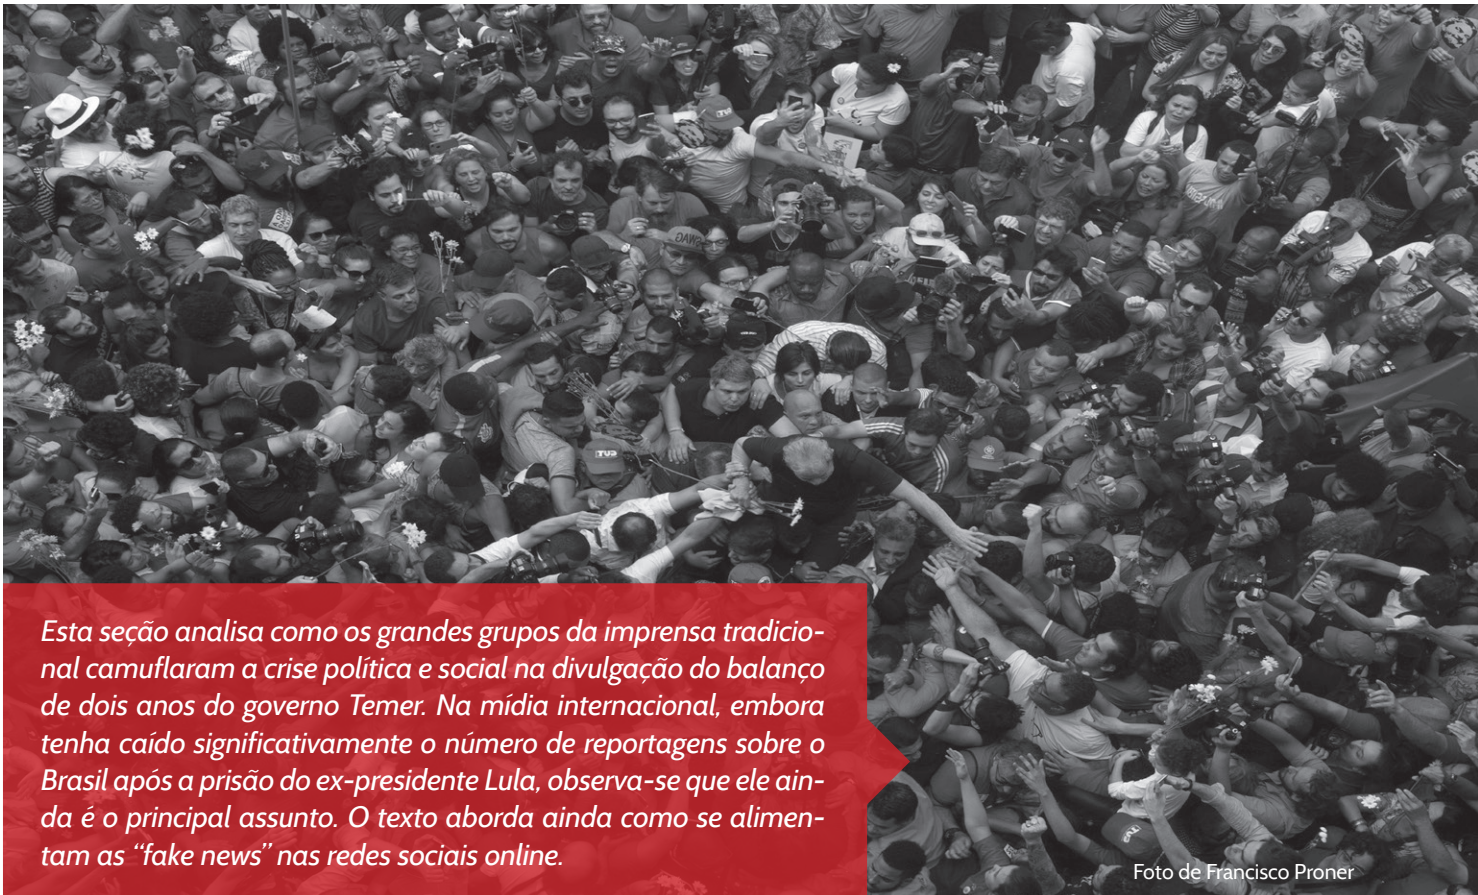 SWAG
CUT
Esta seção analisa como os grandes grupos da imprensa tradicio-
nal camuflaram a crise política e social na divulgação do balanço
de dois anos do governo Temer. Na mídia internacional, embora
tenha caído significativamente o número de reportagens sobre o
Brasil após a prisão do ex-presidente Lula, observa-se que ele ain-
da é o principal assunto. O texto aborda ainda como se alimen-
tam as “fake news” nas redes sociais online.
Foto de Francisco Proner